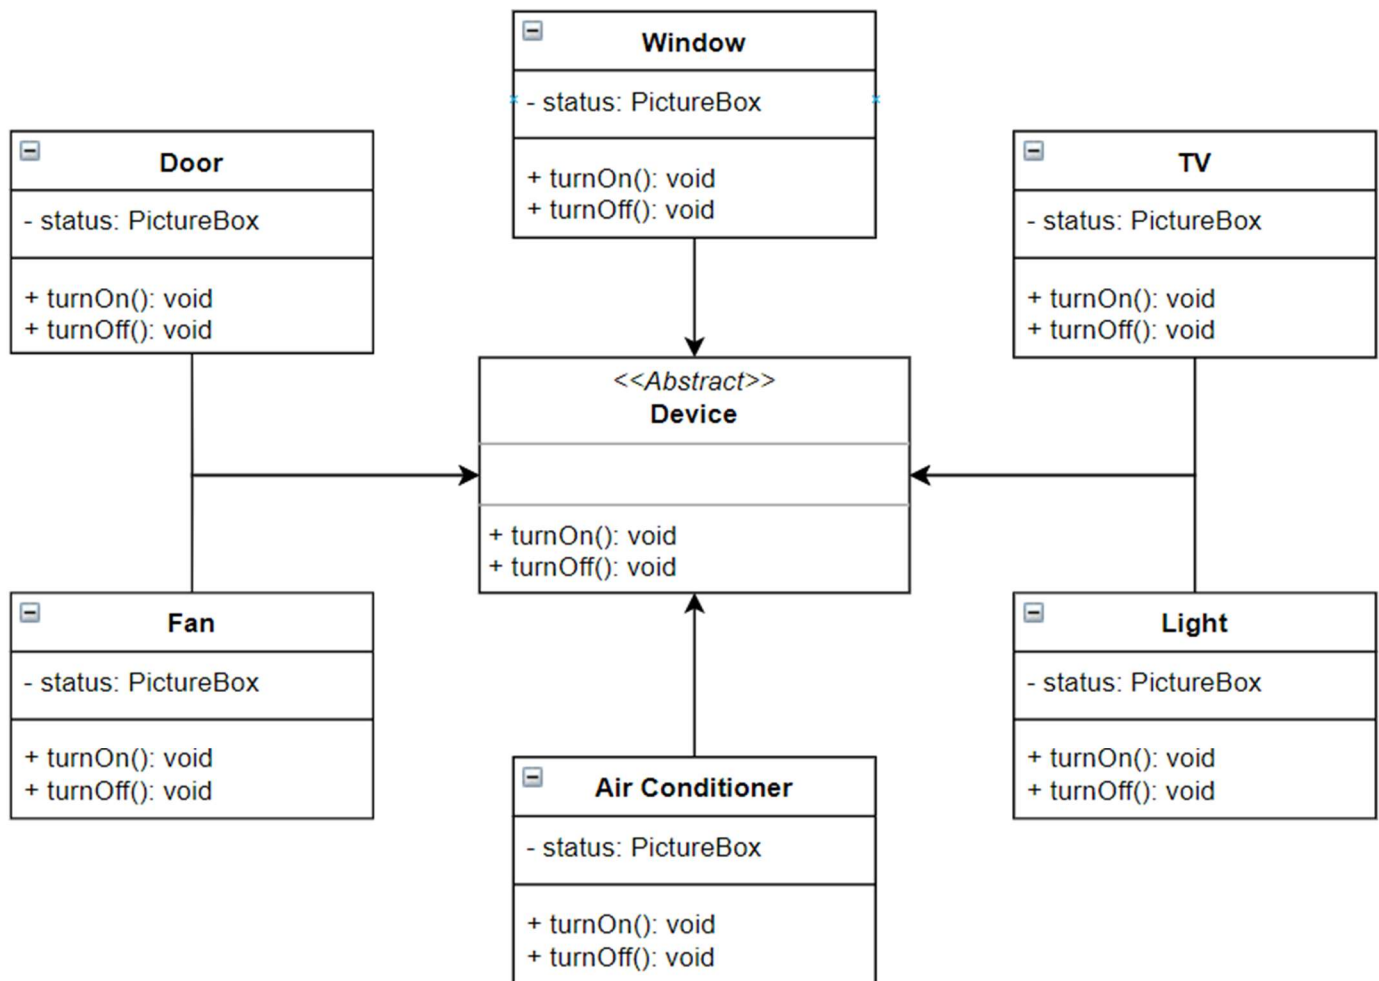 Window
- status: PictureBox
+ turnOn(): void
+ turnOff(): void
Door
- status: PictureBox
+ turnOn(): void
+ turnOff(): void
TV
- status: PictureBox
+ turnOn(): void
+ turnOff(): void
<<Abstract>>
Device
+ turnOn(): void
+ turnOff(): void
Fan
- status: PictureBox
+ turnOn(): void
+ turnOff(): void
Light
- status: PictureBox
+ turnOn(): void
+ turnOff(): void
Air Conditioner
- status: PictureBox
+ turnOn(): void
+ turnOff(): void